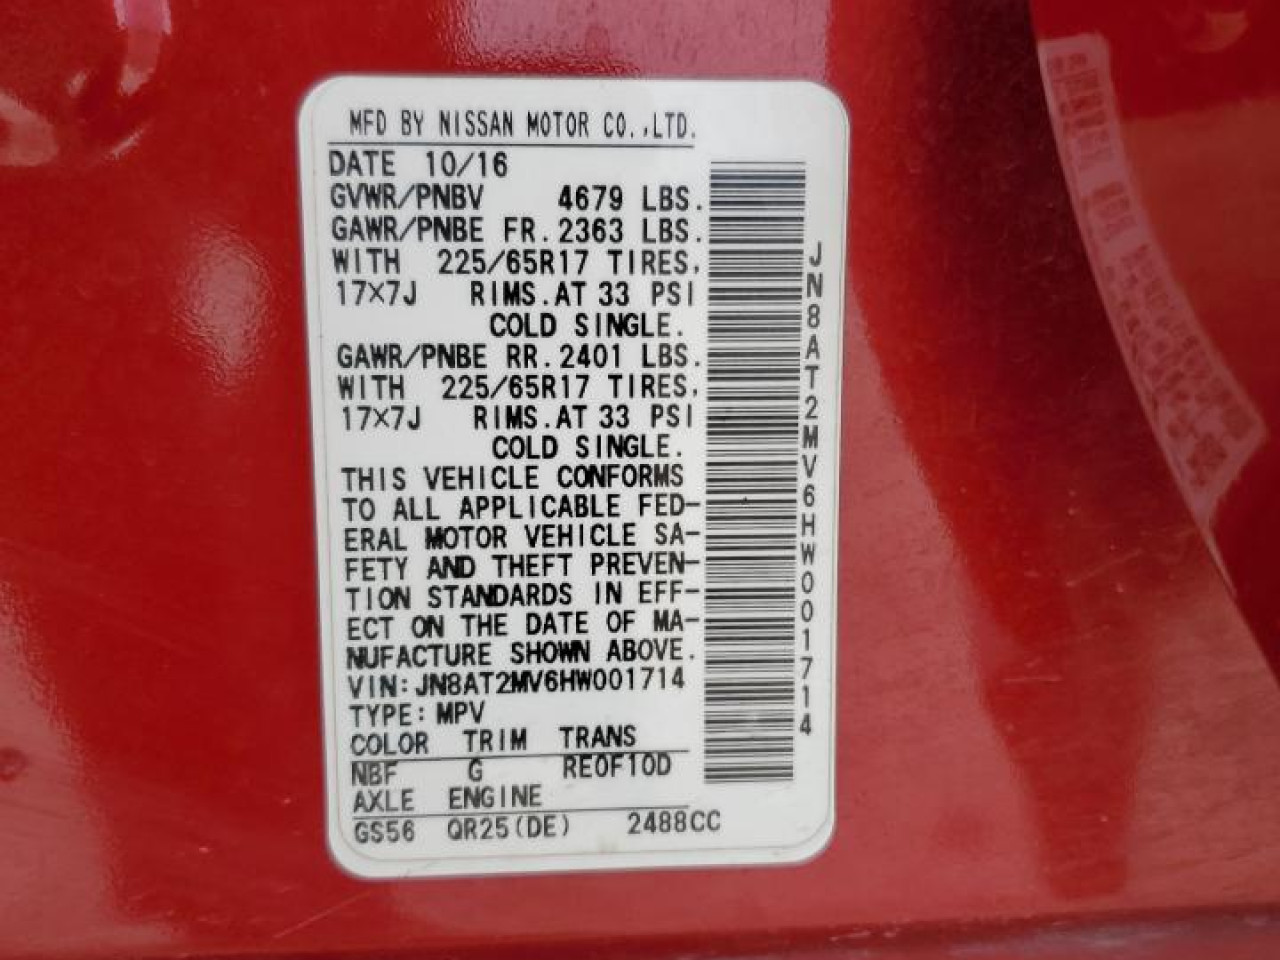 MFD BY NISSAN MOTOR CO.,LTD.
DATE 10/16
GVWR/PNBV 4679 LBS.
GAWR/PNBE FR. 2363 LBS.
WITH 225/65R17 TIRES,
17×7J RIMS. AT 33 PSI
COLD SINGLE.
GAWR/PNBE RR. 2401 LBS.
WITH 225/65R17 TIRES,
17×7J RIMS. AT 33 PSI
COLD SINGLE.
THIS VEHICLE CONFORMS
TO ALL APPLICABLE FED-
ERAL MOTOR VEHICLE SA-
FETY AND THEFT PREVEN-
TION STANDARDS IN EFF-
ECT ON THE DATE OF MA-
NUFACTURE SHOWN ABOVE.
VIN: JN8AT2MV6HW001714
TYPE: MPV
COLOR TRIM TRANS
NBF G RE0F10D
AXLE ENGINE
GS56 QR25(DE) 2488CC
JN8AT2MV6HW001714